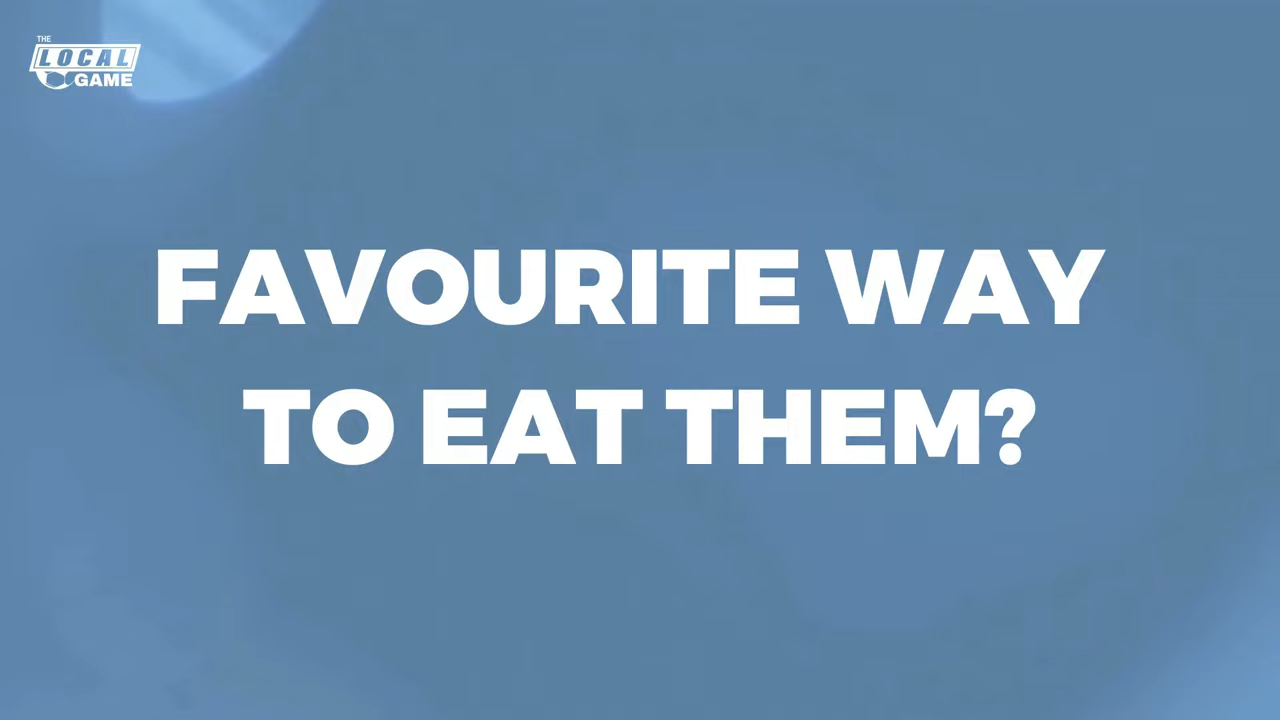 THE
LOCAL
GAME
FAVOURITE WAY
TO EAT THEM?